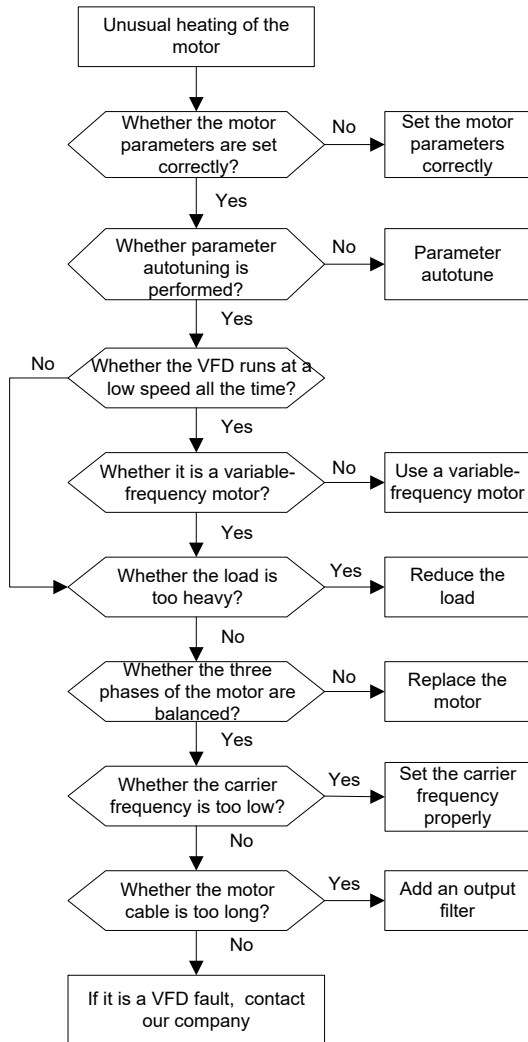 Unusual heating of the
motor
Whether the motor
parameters are set
correctly?
No
Set the motor
parameters
correctly
Yes
Whether parameter
autotuning is
performed?
No
Parameter
autotune
Yes
No
Whether the VFD runs at a
low speed all the time?
Yes
Whether it is a variable-
frequency motor?
No
Use a variable-
frequency motor
Yes
Whether the load is
too heavy?
Yes
Reduce the
load
No
Whether the three
phases of the motor are
balanced?
No
Replace the
motor
Yes
Whether the carrier
frequency is too low?
Yes
Set the carrier
frequency
properly
No
Whether the motor
cable is too long?
Yes
Add an output
filter
No
If it is a VFD fault, contact
our company